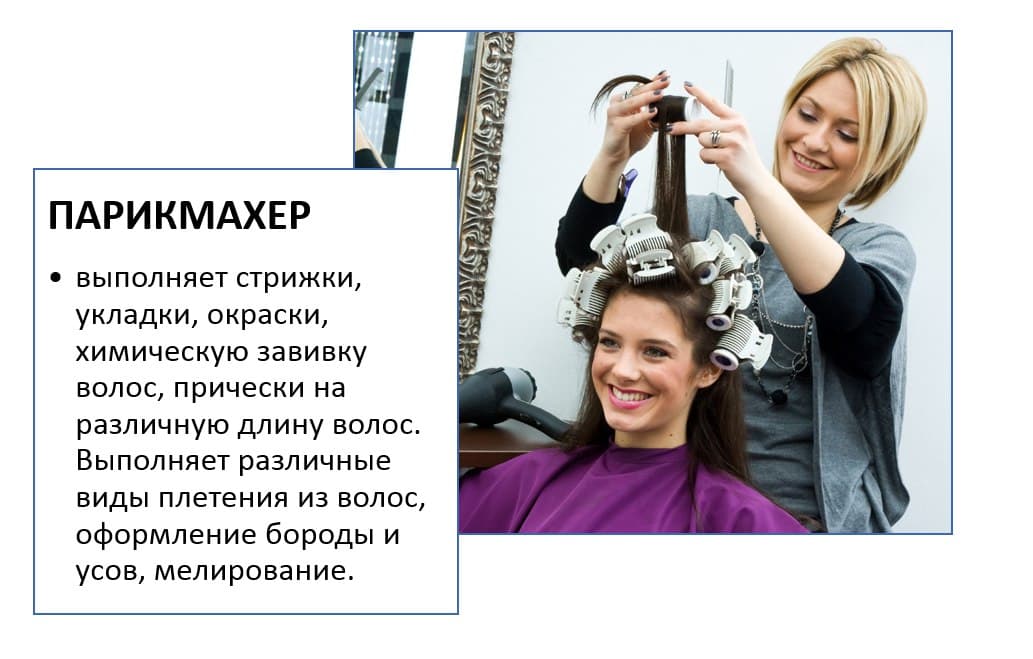 ПАРИКМАХЕР
• выполняет стрижки,
укладки, окраски,
химическую завивку
волос, прически на
различную длину волос.
Выполняет различные
виды плетения из волос,
оформление бороды и
усов, мелирование.